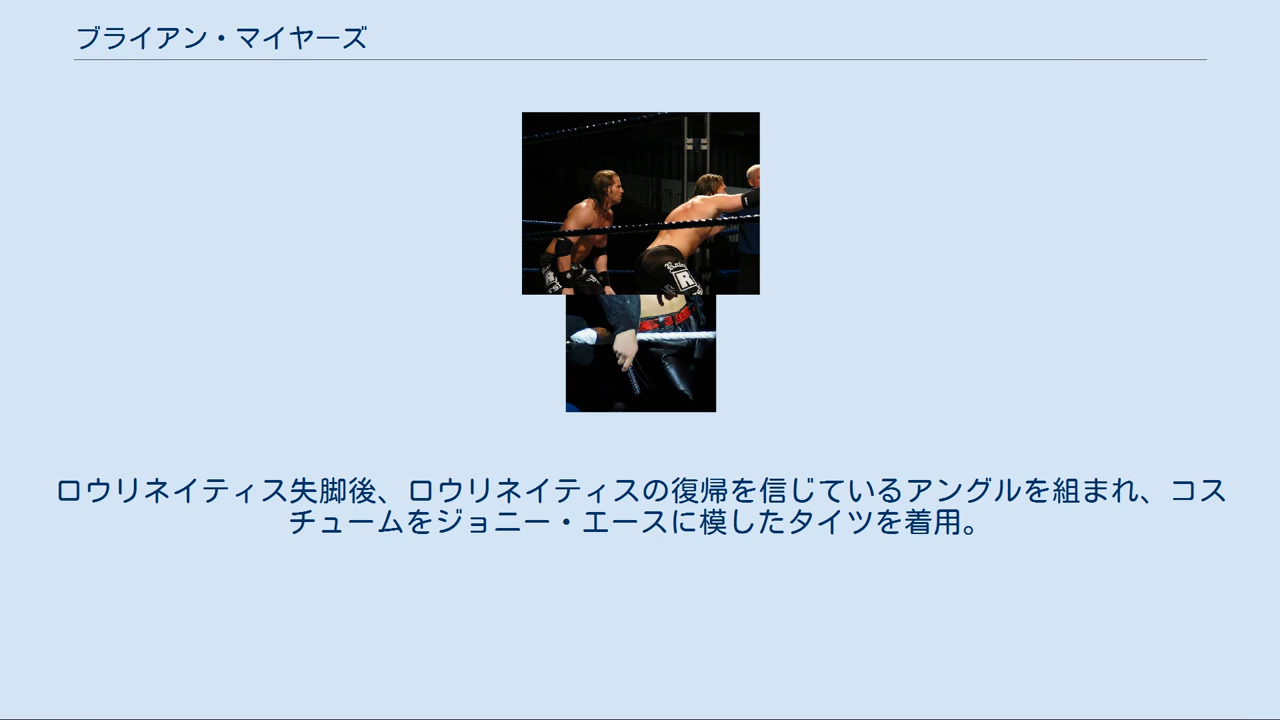 ブライアン・マイヤーズ
ロウリネイティス失脚後、ロウリネイティスの復帰を信じているアングルを組まれ、コス
チュームをジョニー・エースに模したタイツを着用。